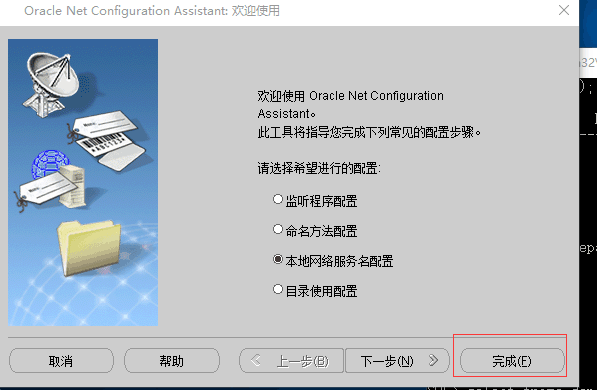 Oracle Net Configuration Assistant: 欢迎使用
欢迎使用 Oracle Net Configuration
Assistant。
此工具将指导您完成下列常见的配置步骤。
请选择希望进行的配置:
监听程序配置
命名方法配置
本地网络服务名配置
目录使用配置
取消
帮助
上一步(B)
下一步(N)
完成(F)